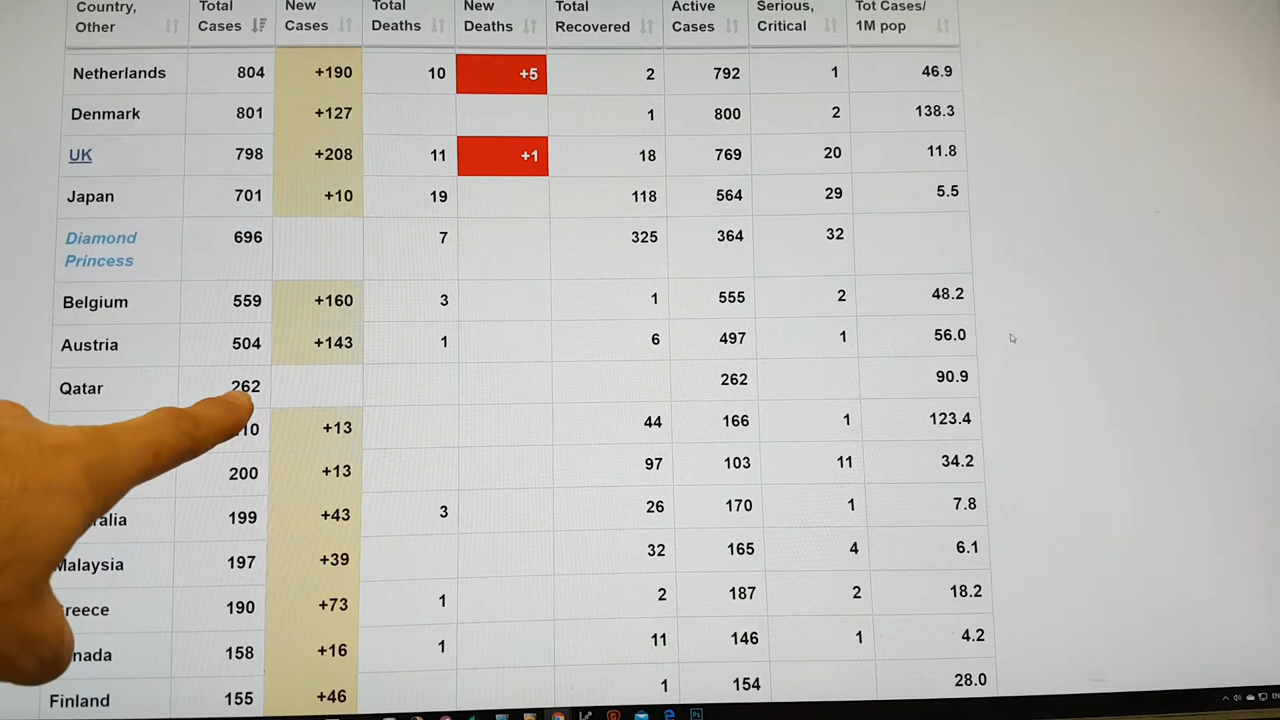 Country, Other Total Cases New Cases Total Deaths New Deaths Total Recovered Active Cases Serious, Critical Tot Cases/ 1M pop
Netherlands 804 +190 10 +5 2 792 1 46.9
Denmark 801 +127 1 800 2 138.3
UK 798 +208 11 +1 18 769 20 11.8
Japan 701 +10 19 118 564 29 5.5
Diamond Princess 696 7 325 364 32
Belgium 559 +160 3 1 555 2 48.2
Austria 504 +143 1 6 497 1 56.0
Qatar 262 262 90.9
10 +13 44 166 1 123.4
200 +13 97 103 11 34.2
ralia 199 +43 3 26 170 1 7.8
Malaysia 197 +39 32 165 4 6.1
reece 190 +73 1 2 187 2 18.2
nada 158 +16 1 11 146 1 4.2
Finland 155 +46 1 154 28.0
EN